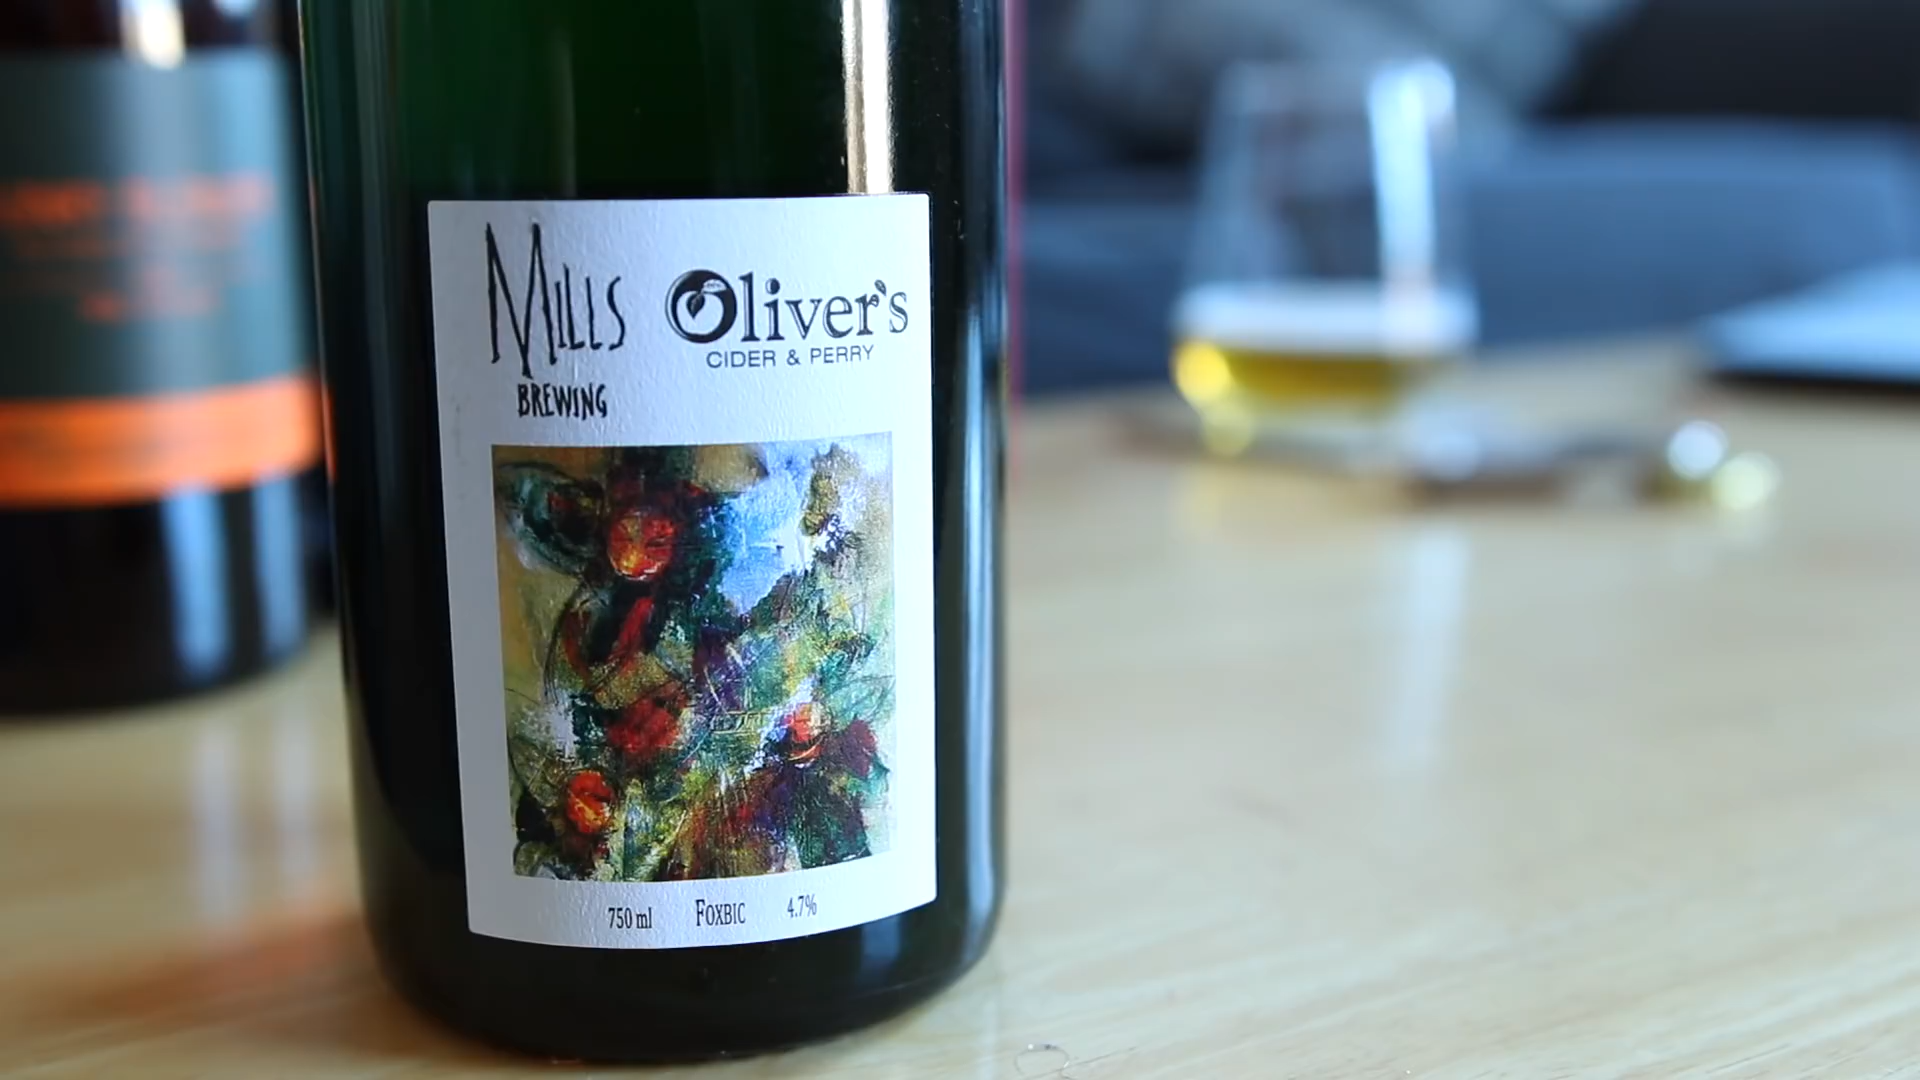 MILLS
BREWING
Oliver's
CIDER & PERRY
750 ml FOXBIC 4.7%